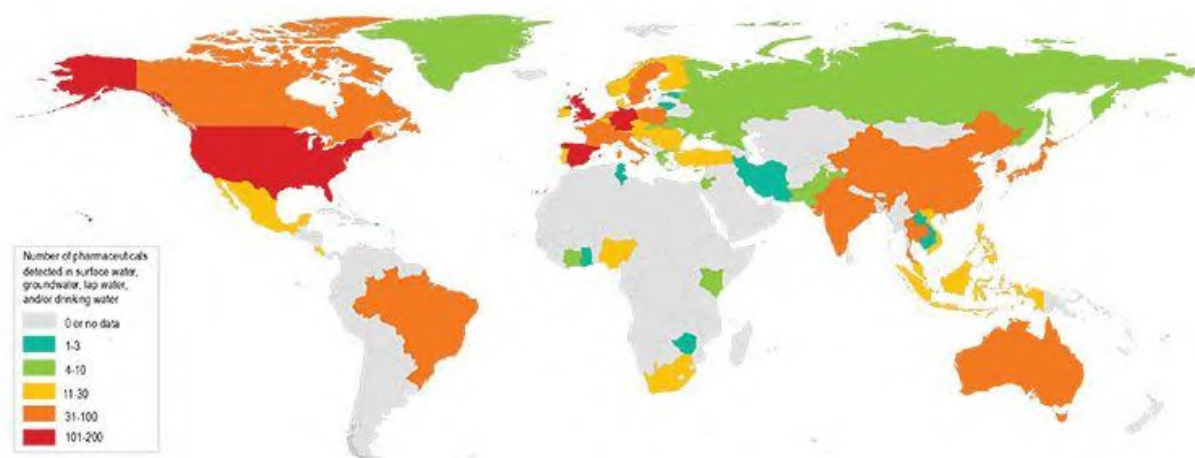 Number of pharmaceuticals
detected in surface water,
groundwater, tap water,
and/or drinking water
0 or no data
1-3
4-10
11-30
31-100
101-200